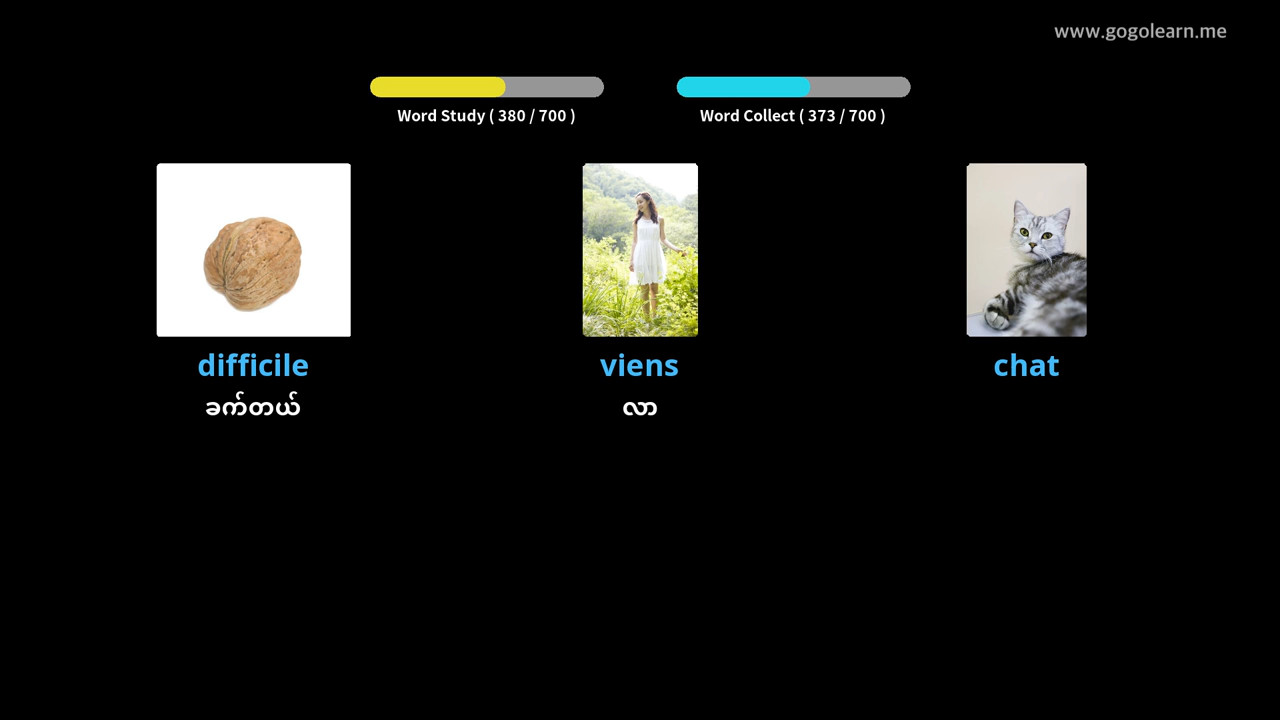 www.gogolearn.me
Word Study ( 380 / 700 )
Word Collect ( 373 / 700 )
difficile
viens
chat
ခက်တယ်
လာ